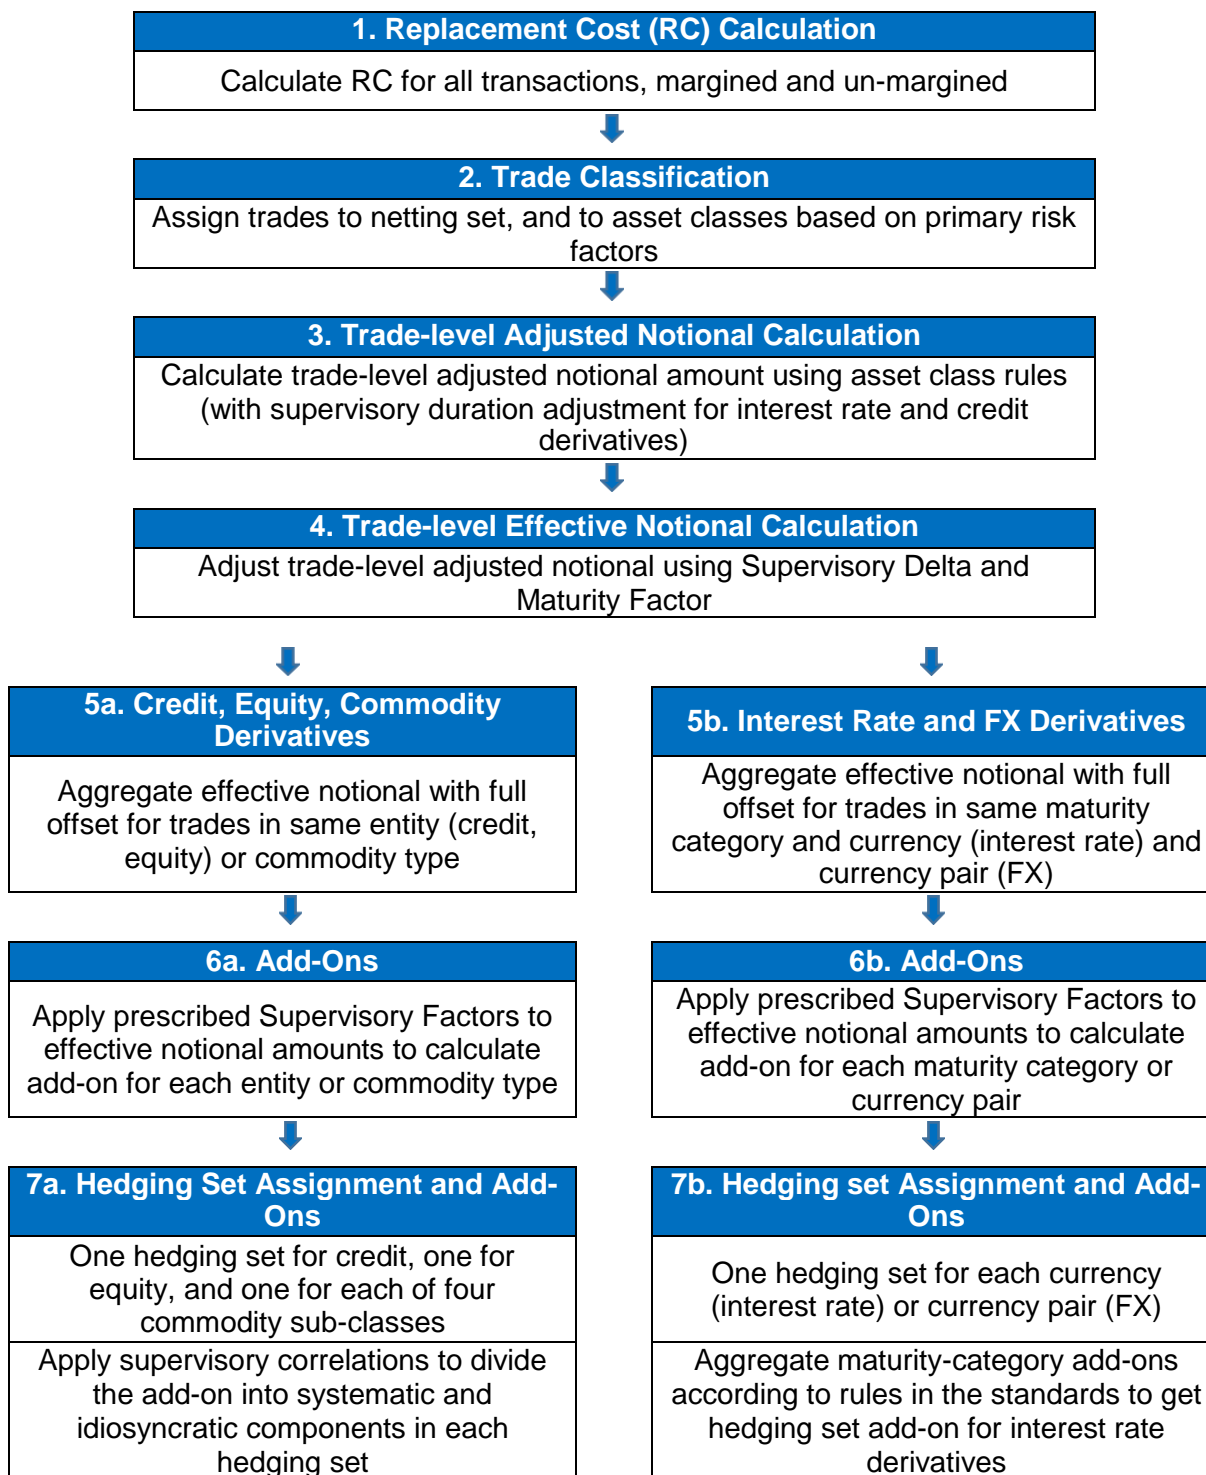 1. Replacement Cost (RC) Calculation
Calculate RC for all transactions, margined and un-margined
2. Trade Classification
Assign trades to netting set, and to asset classes based on primary risk
factors
3. Trade-level Adjusted Notional Calculation
Calculate trade-level adjusted notional amount using asset class rules
(with supervisory duration adjustment for interest rate and credit
derivatives)
4. Trade-level Effective Notional Calculation
Adjust trade-level adjusted notional using Supervisory Delta and
Maturity Factor
5a. Credit, Equity, Commodity
Derivatives
Aggregate effective notional with full
offset for trades in same entity (credit,
equity) or commodity type
6a. Add-Ons
Apply prescribed Supervisory Factors to
effective notional amounts to calculate
add-on for each entity or commodity type
7a. Hedging Set Assignment and Add-
Ons
One hedging set for credit, one for
equity, and one for each of four
commodity sub-classes
Apply supervisory correlations to divide
the add-on into systematic and
idiosyncratic components in each
hedging set
5b. Interest Rate and FX Derivatives
Aggregate effective notional with full
offset for trades in same maturity
category and currency (interest rate) and
currency pair (FX)
6b. Add-Ons
Apply prescribed Supervisory Factors to
effective notional amounts to calculate
add-on for each maturity category or
currency pair
7b. Hedging set Assignment and Add-
Ons
One hedging set for each currency
(interest rate) or currency pair (FX)
Aggregate maturity-category add-ons
according to rules in the standards to get
hedging set add-on for interest rate
derivatives